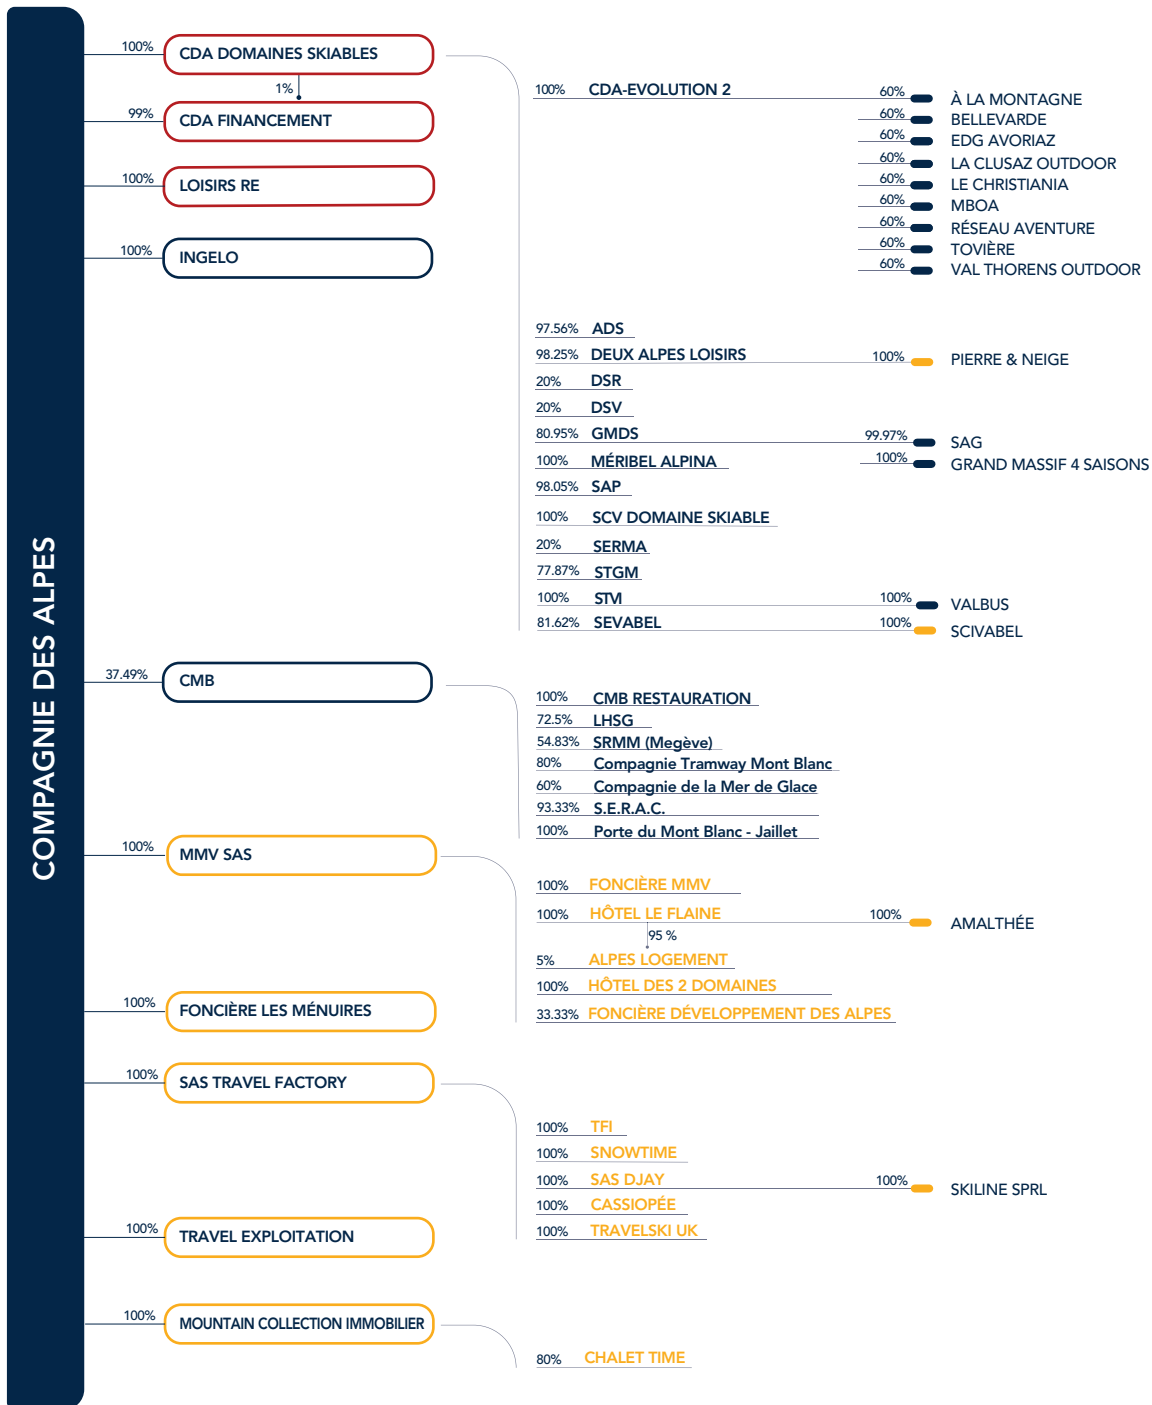 COMPAGNIE DES ALPES
100% CDA DOMAINES SKIABLES
1%
99% CDA FINANCEMENT
100% LOISIRS RE
100% INGELO
100% CDA-EVOLUTION 2
60% À LA MONTAGNE
60% BELLEVARDE
60% EDG AVORIAZ
60% LA CLUSAZ OUTDOOR
60% LE CHRISTIANIA
60% MBOA
60% RÉSEAU AVENTURE
60% TOVIÈRE
60% VAL THORENS OUTDOOR
97.56% ADS
98.25% DEUX ALPES LOISIRS 100% PIERRE & NEIGE
20% DSR
20% DSV
80.95% GMDS 99.97% SAG
100% MÉRIBEL ALPINA 100% GRAND MASSIF 4 SAISONS
98.05% SAP
100% SCV DOMAINE SKIABLE
20% SERMA
77.87% STGM
100% STVI 100% VALBUS
81.62% SEVABEL 100% SCIVABEL
37.49% CMB
100% CMB RESTAURATION
72.5% LHSG
54.83% SRMM (Megève)
80% Compagnie Tramway Mont Blanc
60% Compagnie de la Mer de Glace
93.33% S.E.R.A.C.
100% Porte du Mont Blanc - Jaillet
100% MMV SAS
100% FONCIÈRE MMV
100% HÔTEL LE FLAINE 100% AMALTHÉE
95 %
5% ALPES LOGEMENT
100% HÔTEL DES 2 DOMAINES
33.33% FONCIÈRE DÉVELOPPEMENT DES ALPES
100% FONCIÈRE LES MÉNUIRES
100% SAS TRAVEL FACTORY
100% TFI
100% SNOWTIME
100% SAS DJAY 100% SKILINE SPRL
100% CASSIOPÉE
100% TRAVELSKI UK
100% TRAVEL EXPLOITATION
100% MOUNTAIN COLLECTION IMMOBILIER
80% CHALET TIME